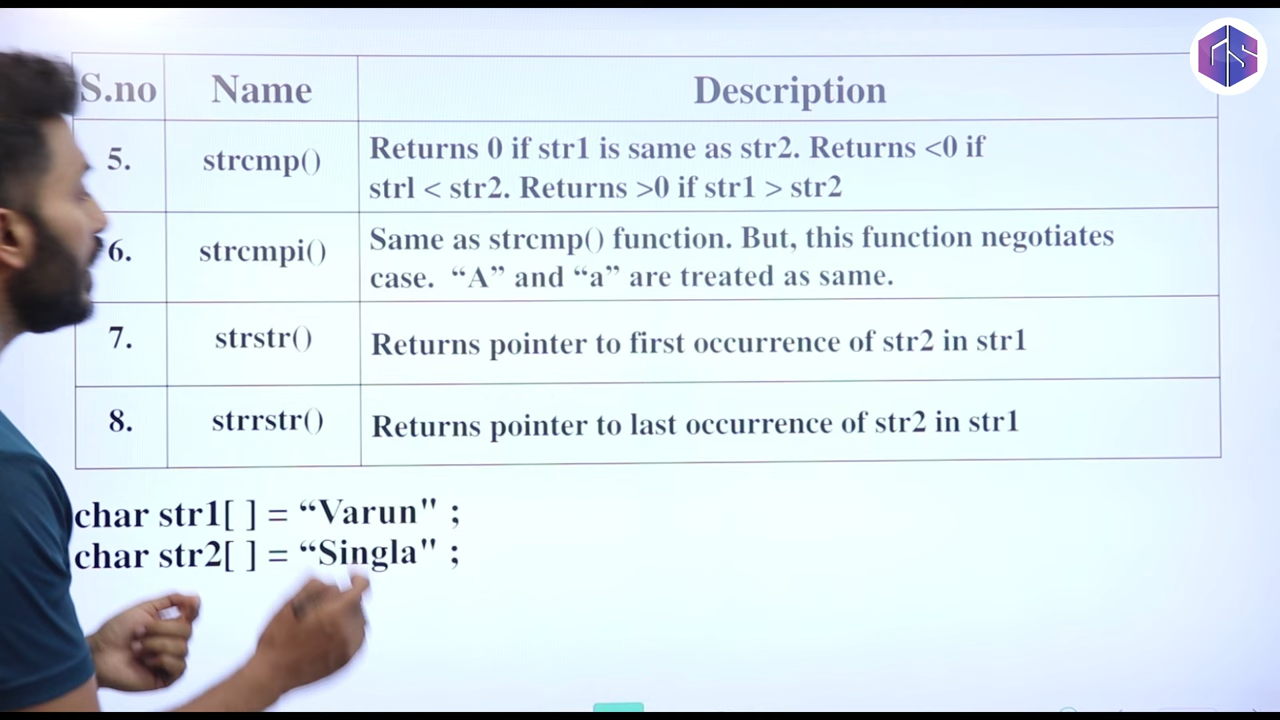 S.no Name Description
5. strcmp() Returns 0 if str1 is same as str2. Returns <0 if
strl < str2. Returns >0 if str1 > str2
6. strcmpi() Same as strcmp() function. But, this function negotiates
case. “A” and “a” are treated as same.
7. strstr() Returns pointer to first occurrence of str2 in str1
8. strrstr() Returns pointer to last occurrence of str2 in str1
char str1[ ] = “Varun" ;
char str2[ ] = “Singla" ;